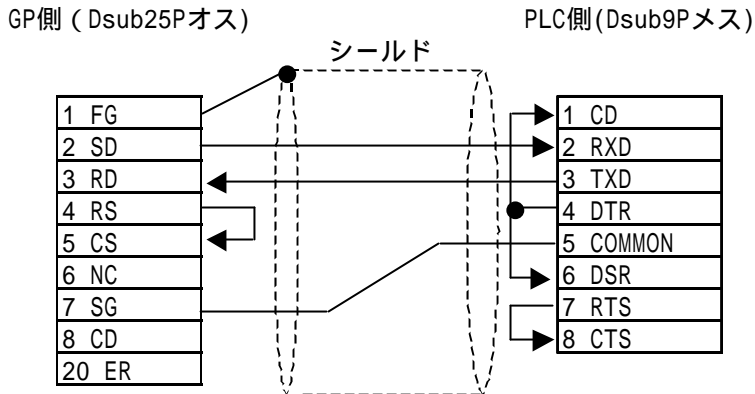 GP側 (Dsub25Pオス)
PLC側(Dsub9Pメス)
シールド
1 FG
2 SD
3 RD
4 RS
5 CS
6 NC
7 SG
8 CD
20 ER
1 CD
2 RXD
3 TXD
4 DTR
5 COMMON
6 DSR
7 RTS
8 CTS